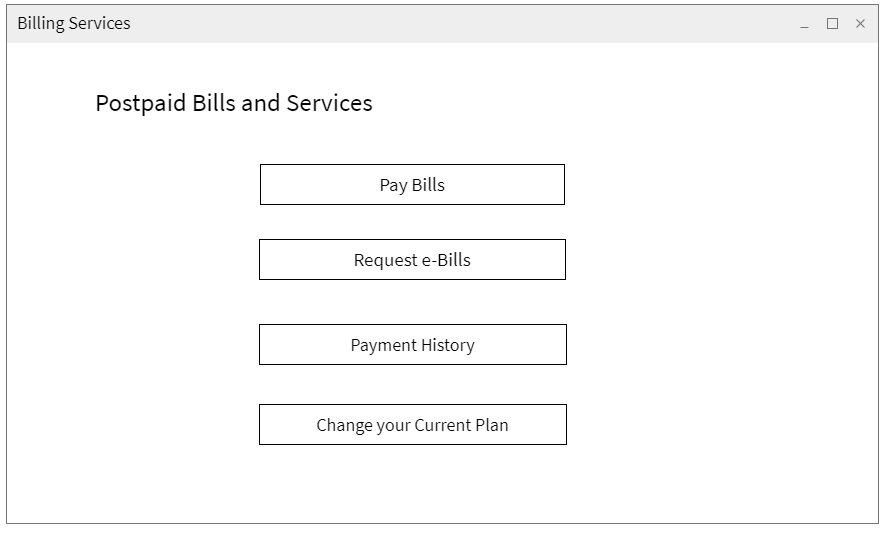 Billing Services
Postpaid Bills and Services
Pay Bills
Request e-Bills
Payment History
Change your Current Plan